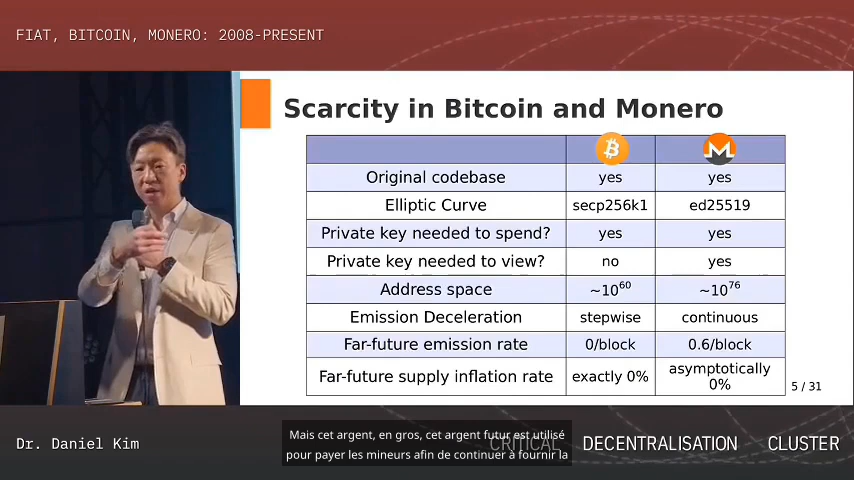 FIAT, BITCOIN, MONERO: 2008-PRESENT
Scarcity in Bitcoin and Monero
Original codebase yes yes
Elliptic Curve secp256k1 ed25519
Private key needed to spend? yes yes
Private key needed to view? no yes
Address space ~10⁶⁰ ~10⁷⁶
Emission Deceleration stepwise continuous
Far-future emission rate 0/block 0.6/block
Far-future supply inflation rate exactly 0% asymptotically
0%
5 / 31
Dr. Daniel Kim
Mais cet argent, en gros, cet argent futur est utilisé
pour payer les mineurs afin de continuer à fournir la
CRITICAL DECENTRALISATION CLUSTER